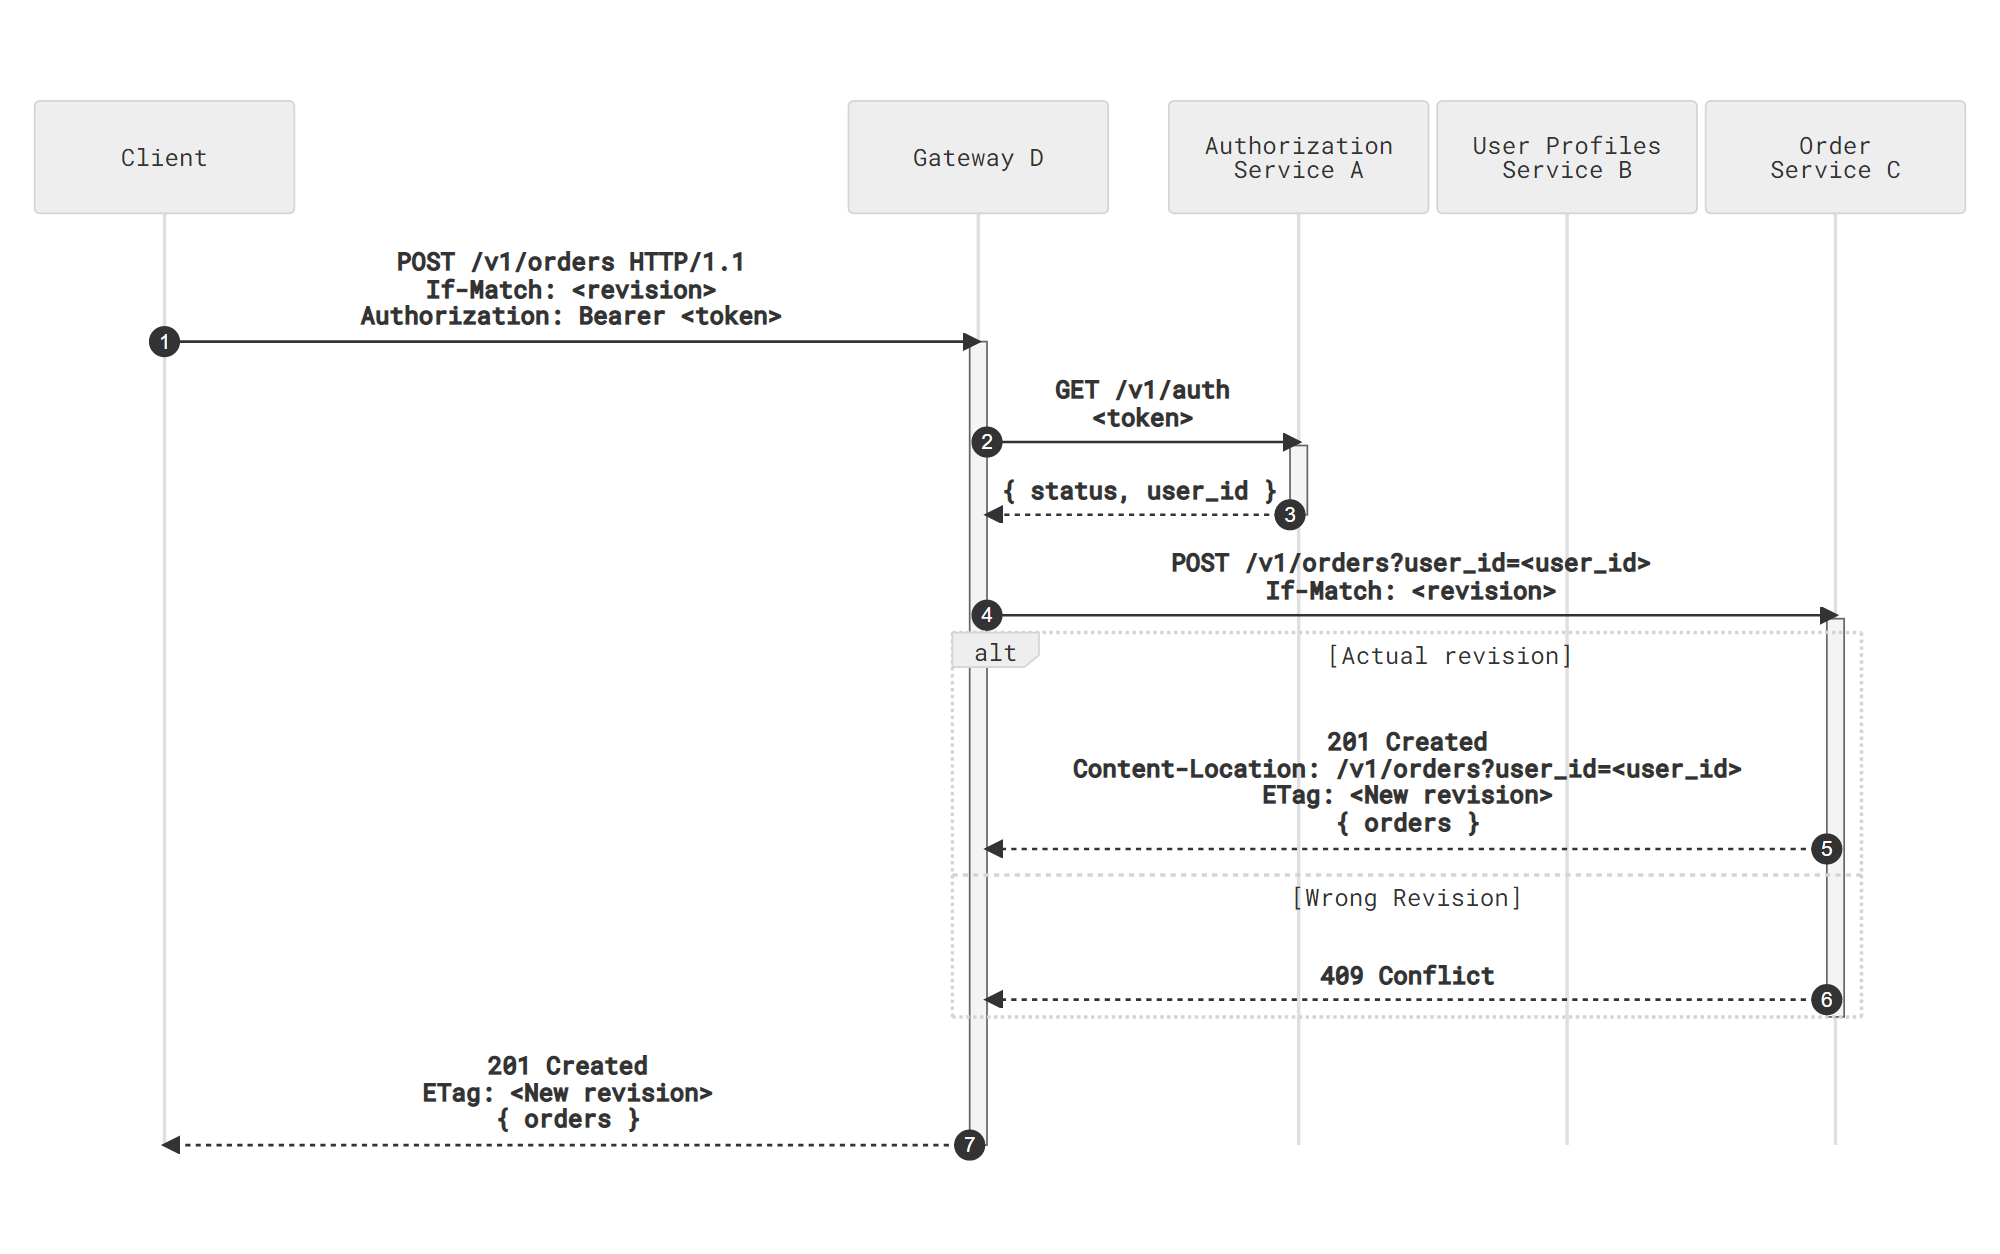 Client
Gateway D
Authorization
Service A
User Profiles
Service B
Order
Service C
POST /v1/orders HTTP/1.1
If-Match: <revision>
Authorization: Bearer <token>
1
GET /v1/auth
<token>
2
{ status, user_id }
3
POST /v1/orders?user_id=<user_id>
If-Match: <revision>
4
alt
[Actual revision]
201 Created
Content-Location: /v1/orders?user_id=<user_id>
ETag: <New revision>
{ orders }
5
[Wrong Revision]
409 Conflict
6
201 Created
ETag: <New revision>
{ orders }
7